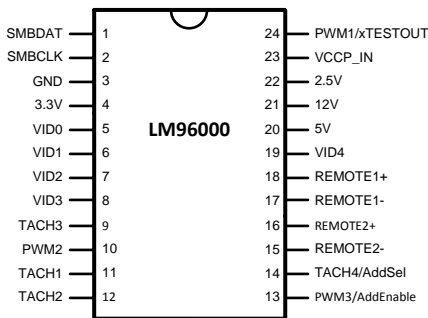 SMBDAT 1 24 PWM1/xTESTOUT
SMBCLK 2 23 VCCP_IN
GND 3 22 2.5V
3.3V 4 21 12V
VID0 5 LM96000 20 5V
VID1 6 19 VID4
VID2 7 18 REMOTE1+
VID3 8 17 REMOTE1-
TACH3 9 16 REMOTE2+
PWM2 10 15 REMOTE2-
TACH1 11 14 TACH4/AddSel
TACH2 12 13 PWM3/AddEnable